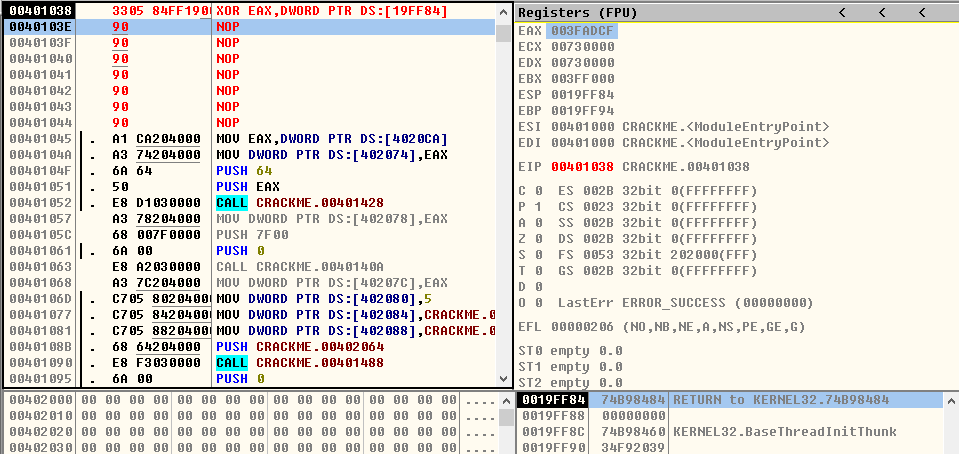 00401038 3305 84FF1900 XOR EAX,DWORD PTR DS:[19FF84]
0040103E 90 NOP
0040103F 90 NOP
00401040 90 NOP
00401041 90 NOP
00401042 90 NOP
00401043 90 NOP
00401044 90 NOP
00401045 . A1 CA204000 MOV EAX,DWORD PTR DS:[4020CA]
0040104A . A3 74204000 MOV DWORD PTR DS:[402074],EAX
0040104F . 6A 64 PUSH 64
00401051 . 50 PUSH EAX
00401052 . E8 D1030000 CALL CRACKME.00401428
00401057 A3 78204000 MOV DWORD PTR DS:[402078],EAX
0040105C 68 007F0000 PUSH 7F00
00401061 . 6A 00 PUSH 0
00401063 E8 A2030000 CALL CRACKME.0040140A
00401068 A3 7C204000 MOV DWORD PTR DS:[40207C],EAX
0040106D . C705 80204000 MOV DWORD PTR DS:[402080],5
00401077 . C705 84204000 MOV DWORD PTR DS:[402084],CRACKME.0
00401081 . C705 88204000 MOV DWORD PTR DS:[402088],CRACKME.0
0040108B . 68 64204000 PUSH CRACKME.00402064
00401090 . E8 F3030000 CALL CRACKME.00401488
00401095 . 6A 00 PUSH 0
Registers (FPU) < < <
EAX 003FADCF
ECX 00730000
EDX 00730000
EBX 003FF000
ESP 0019FF84
EBP 0019FF94
ESI 00401000 CRACKME.<ModuleEntryPoint>
EDI 00401000 CRACKME.<ModuleEntryPoint>
EIP 00401038 CRACKME.00401038
C 0 ES 002B 32bit 0(FFFFFFFF)
P 1 CS 0023 32bit 0(FFFFFFFF)
A 0 SS 002B 32bit 0(FFFFFFFF)
Z 0 DS 002B 32bit 0(FFFFFFFF)
S 0 FS 0053 32bit 202000(FFF)
T 0 GS 002B 32bit 0(FFFFFFFF)
D 0
O 0 LastErr ERROR_SUCCESS (00000000)
EFL 00000206 (NO,NB,NE,A,NS,PE,GE,G)
ST0 empty 0.0
ST1 empty 0.0
ST2 empty 0.0
00402000 00 00 00 00 00 00 00 00 00 00 00 00 00 00 00 00 ....
00402010 00 00 00 00 00 00 00 00 00 00 00 00 00 00 00 00 ....
00402020 00 00 00 00 00 00 00 00 00 00 00 00 00 00 00 00 ....
00402030 00 00 00 00 00 00 00 00 00 00 00 00 00 00 00 00 ....
0019FF84 74B98484 RETURN to KERNEL32.74B98484
0019FF88 00000000
0019FF8C 74B98460 KERNEL32.BaseThreadInitThunk
0019FF90 34F92039